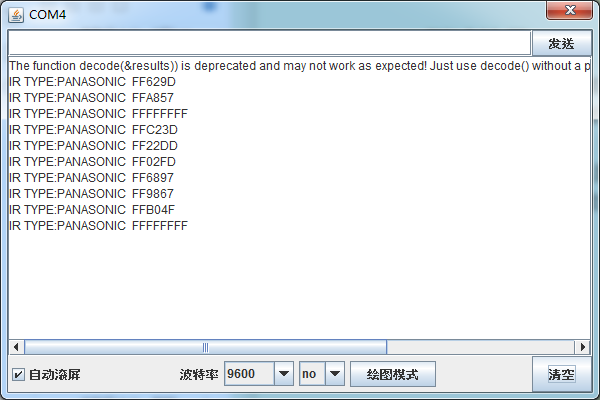 COM4
发送
The function decode(&results)) is deprecated and may not work as expected! Just use decode() without a p
IR TYPE:PANASONIC FF629D
IR TYPE:PANASONIC FFA857
IR TYPE:PANASONIC FFFFFFFF
IR TYPE:PANASONIC FFC23D
IR TYPE:PANASONIC FF22DD
IR TYPE:PANASONIC FF02FD
IR TYPE:PANASONIC FF6897
IR TYPE:PANASONIC FF9867
IR TYPE:PANASONIC FFB04F
IR TYPE:PANASONIC FFFFFFFF
自动滚屏 波特率 9600 no 绘图模式 清空